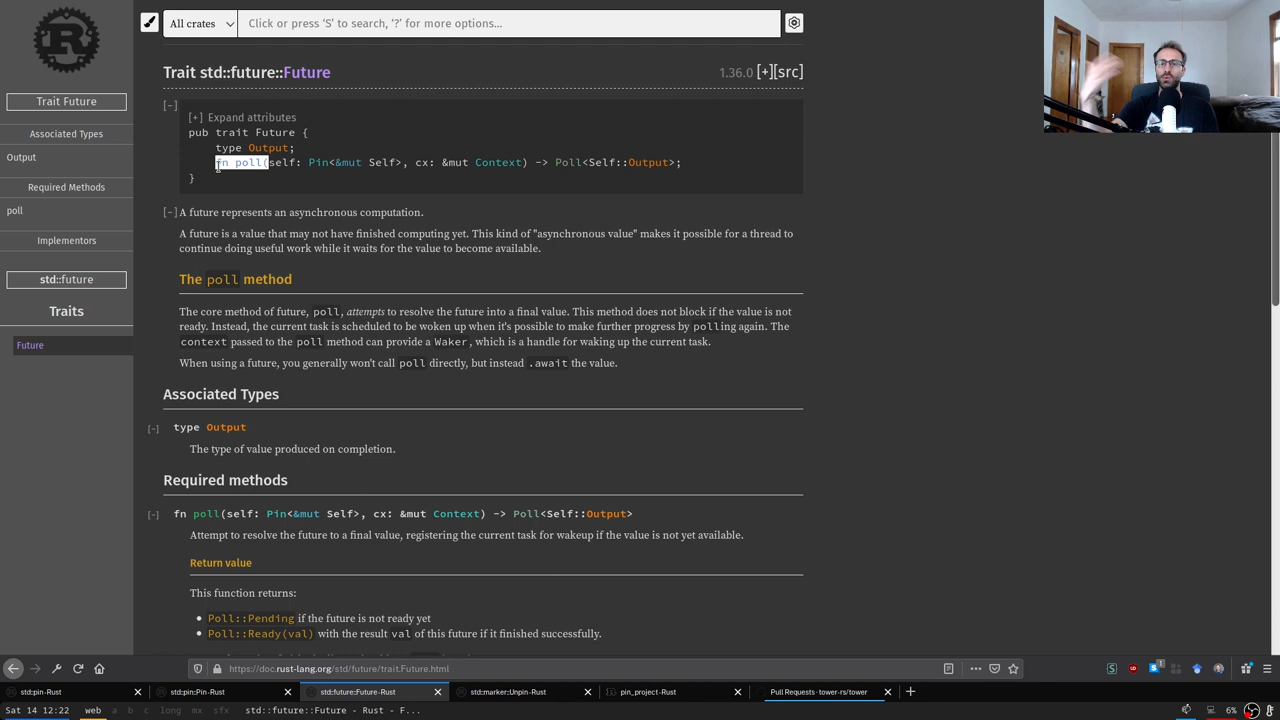 All crates
Click or press ‘S’ to search, ‘?’ for more options...
Trait Future
Associated Types
Output
Required Methods
poll
Implementors
std::future
Traits
Future
Trait std::future::Future
1.36.0 [+][src]
[-]
[+] Expand attributes
pub trait Future {
type Output;
fn poll(self: Pin<&mut Self>, cx: &mut Context) -> Poll<Self::Output>;
}
[-] A future represents an asynchronous computation.
A future is a value that may not have finished computing yet. This kind of "asynchronous value" makes it possible for a thread to
continue doing useful work while it waits for the value to become available.
The poll method
The core method of future, poll, attempts to resolve the future into a final value. This method does not block if the value is not
ready. Instead, the current task is scheduled to be woken up when it's possible to make further progress by polling again. The
context passed to the poll method can provide a Waker, which is a handle for waking up the current task.
When using a future, you generally won't call poll directly, but instead .await the value.
Associated Types
[-] type Output
The type of value produced on completion.
Required methods
[-] fn poll(self: Pin<&mut Self>, cx: &mut Context) -> Poll<Self::Output>
Attempt to resolve the future to a final value, registering the current task for wakeup if the value is not yet available.
Return value
This function returns:
• Poll::Pending if the future is not ready yet
• Poll::Ready(val) with the result val of this future if it finished successfully.
https://doc.rust-lang.org/std/future/trait.Future.html
std::pin-Rust
std::pin::Pin-Rust
std::future::Future-Rust
std::marker::Unpin-Rust
pin_project-Rust
Pull Requests · tower-rs/tower
Sat 14 12:22 web a b c long mx sfx std::future::Future - Rust - F...
6%